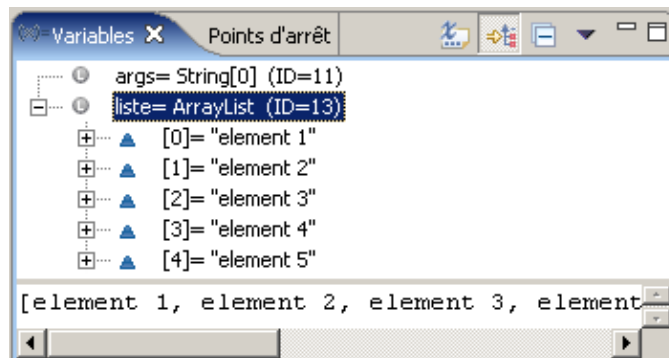 Variables Points d'arrêt
args= String[0] (ID=11)
liste= ArrayList (ID=13)
[0]= "element 1"
[1]= "element 2"
[2]= "element 3"
[3]= "element 4"
[4]= "element 5"
[element 1, element 2, element 3, element